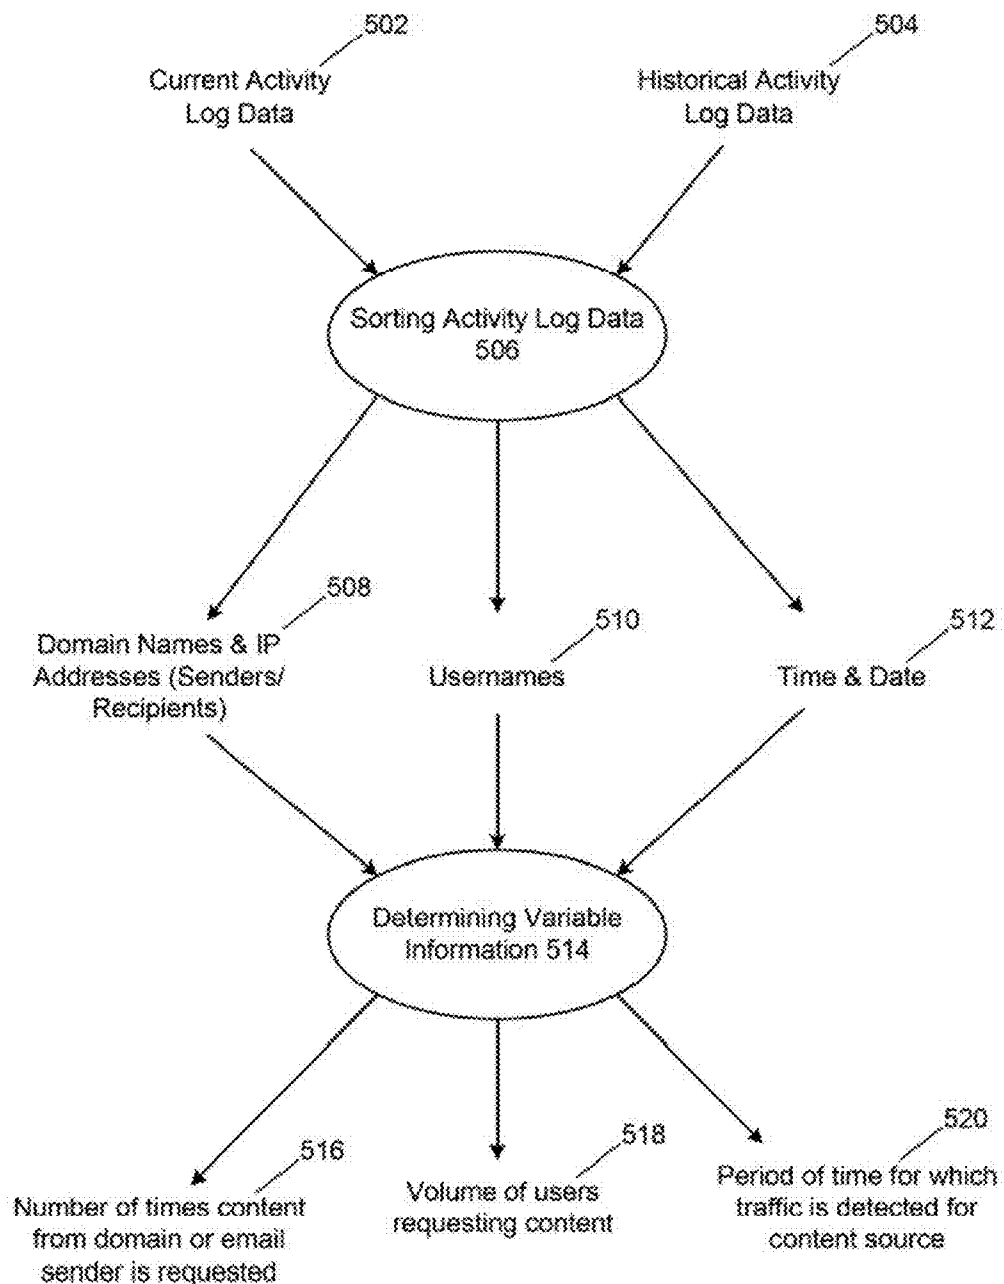 502
Current Activity
Log Data
504
Historical Activity
Log Data
Sorting Activity Log Data
506
508
Domain Names & IP
Addresses (Senders/
Recipients)
510
Usernames
512
Time & Date
Determining Variable
Information 514
516
Number of times content
from domain or email
sender is requested
518
Volume of users
requesting content
520
Period of time for which
traffic is detected for
content source